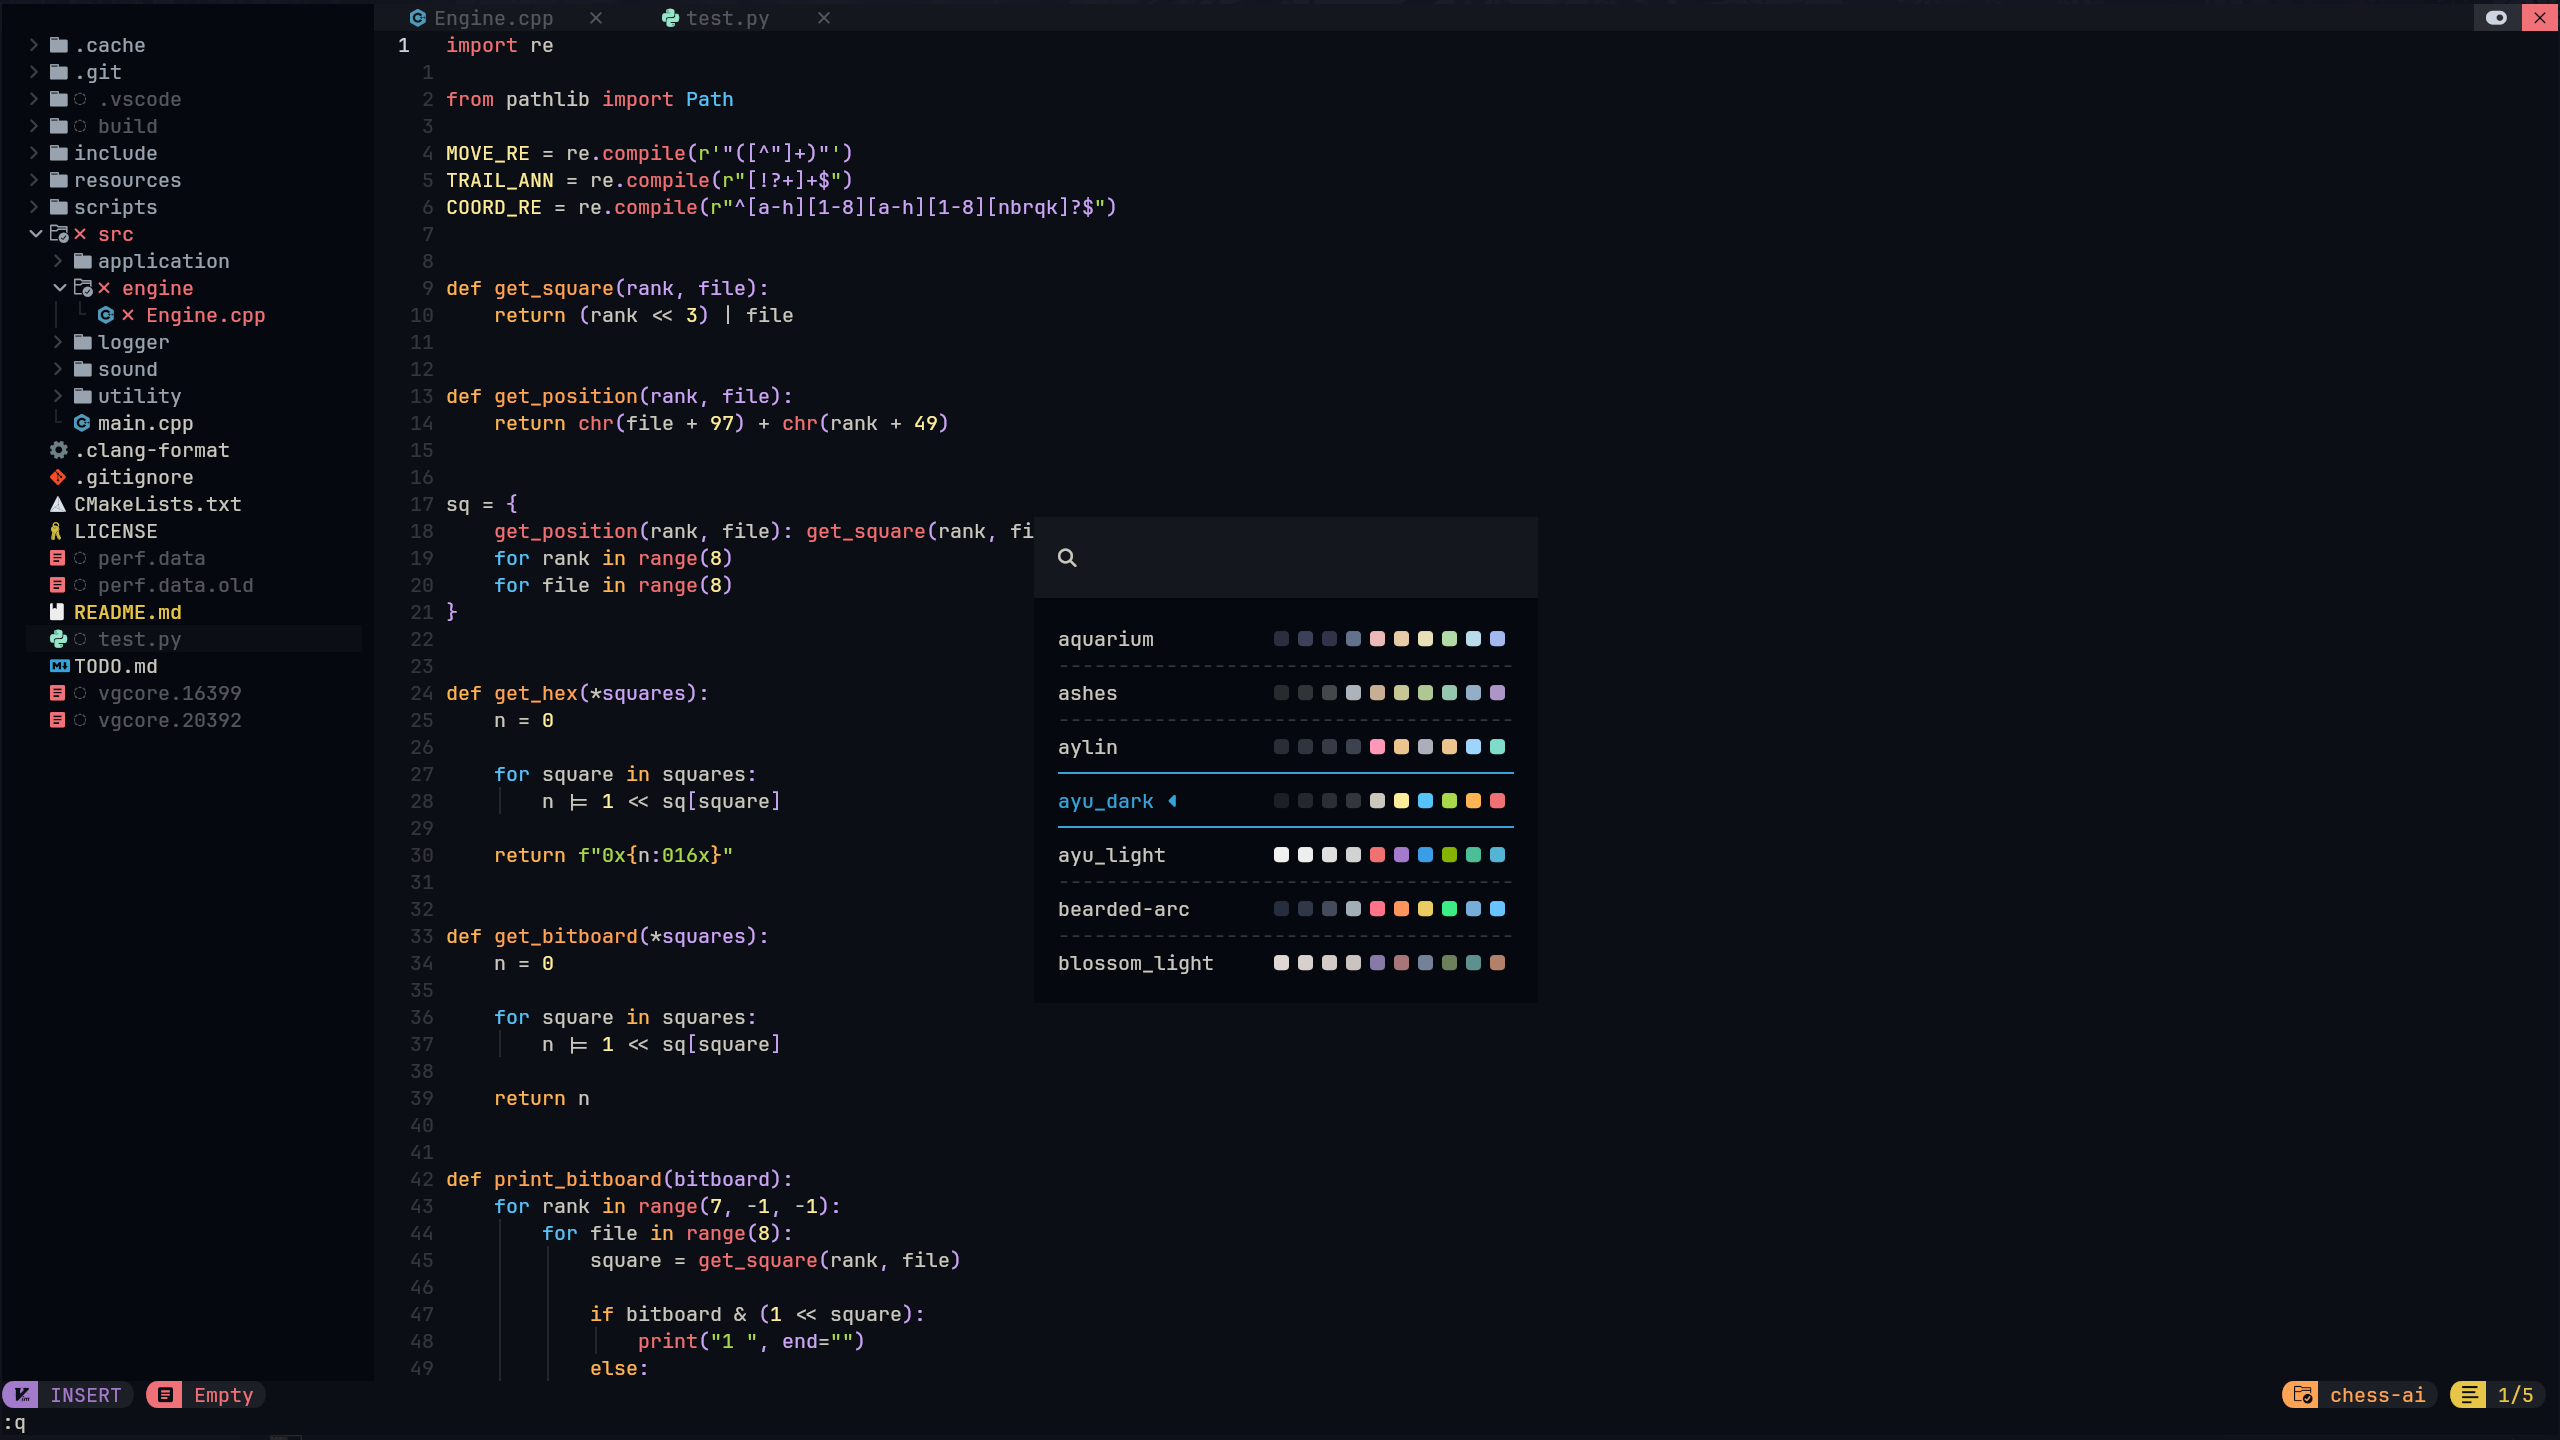 Engine.cpp
test.py
.cache
.git
.vscode
build
include
resources
scripts
src
application
engine
Engine.cpp
logger
sound
utility
main.cpp
.clang-format
.gitignore
CMakeLists.txt
LICENSE
perf.data
perf.data.old
README.md
test.py
TODO.md
vgcore.16399
vgcore.20392
1 import re
1
2 from pathlib import Path
3
4 MOVE_RE = re.compile(r'"([^"]+)"')
5 TRAIL_ANN = re.compile(r"[!?+]+$")
6 COORD_RE = re.compile(r"^[a-h][1-8][a-h][1-8][nbrqk]?$")
7
8
9 def get_square(rank, file):
10     return (rank << 3) | file
11
12
13 def get_position(rank, file):
14     return chr(file + 97) + chr(rank + 49)
15
16
17 sq = {
18     get_position(rank, file): get_square(rank, fi
19     for rank in range(8)
20     for file in range(8)
21 }
22
23
24 def get_hex(*squares):
25     n = 0
26
27     for square in squares:
28         n |= 1 << sq[square]
29
30     return f"0x{n:016x}"
31
32
33 def get_bitboard(*squares):
34     n = 0
35
36     for square in squares:
37         n |= 1 << sq[square]
38
39     return n
40
41
42 def print_bitboard(bitboard):
43     for rank in range(7, -1, -1):
44         for file in range(8):
45             square = get_square(rank, file)
46
47             if bitboard & (1 << square):
48                 print("1 ", end="")
49             else:
aquarium
ashes
aylin
ayu_dark
ayu_light
bearded-arc
blossom_light
INSERT
Empty
chess-ai
1/5
:q